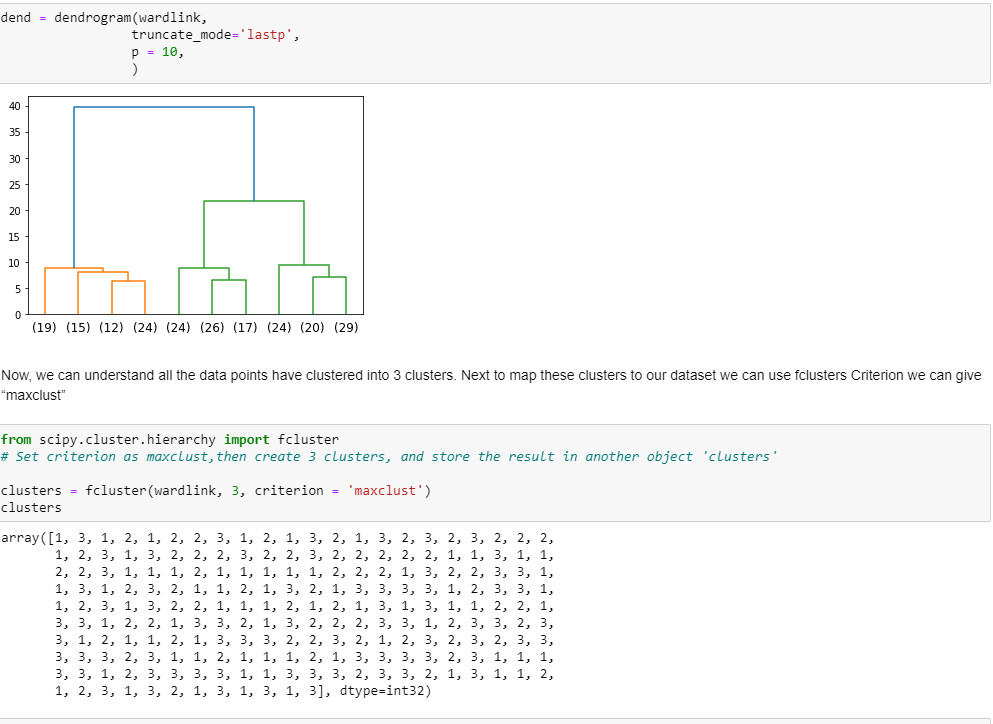 dend = dendrogram(wardlink,
truncate_mode='lastp',
p = 10,
)
40
35
30
25
20
15
10
5
0
(19) (15) (12) (24) (24) (26) (17) (24) (20) (29)
Now, we can understand all the data points have clustered into 3 clusters. Next to map these clusters to our dataset we can use fclusters Criterion we can give
“maxclust”
from scipy.cluster.hierarchy import fcluster
# Set criterion as maxclust,then create 3 clusters, and store the result in another object 'clusters'
clusters = fcluster(wardlink, 3, criterion = 'maxclust')
clusters
array([1, 3, 1, 2, 1, 2, 2, 3, 1, 2, 1, 3, 2, 1, 3, 2, 3, 2, 3, 2, 2, 2,
1, 2, 3, 1, 3, 2, 2, 2, 3, 2, 2, 3, 2, 2, 2, 2, 2, 1, 1, 3, 1, 1,
2, 2, 3, 1, 1, 1, 2, 1, 1, 1, 1, 1, 2, 2, 2, 1, 3, 2, 2, 3, 3, 1,
1, 3, 1, 2, 3, 2, 1, 1, 2, 1, 3, 2, 1, 3, 3, 3, 3, 1, 2, 3, 3, 1,
1, 2, 3, 1, 3, 2, 2, 1, 1, 1, 2, 1, 2, 1, 3, 1, 3, 1, 1, 2, 2, 1,
3, 3, 1, 2, 2, 1, 3, 3, 2, 1, 3, 2, 2, 2, 3, 3, 1, 2, 3, 3, 2, 3,
3, 1, 2, 1, 1, 2, 1, 3, 3, 3, 2, 2, 3, 2, 1, 2, 3, 2, 3, 2, 3, 3,
3, 3, 3, 2, 3, 1, 1, 2, 1, 1, 1, 2, 1, 3, 3, 3, 3, 2, 3, 1, 1, 1,
3, 3, 1, 2, 3, 3, 3, 3, 1, 1, 3, 3, 3, 2, 3, 3, 2, 1, 3, 1, 1, 2,
1, 2, 3, 1, 3, 2, 1, 3, 1, 3, 1, 3], dtype=int32)